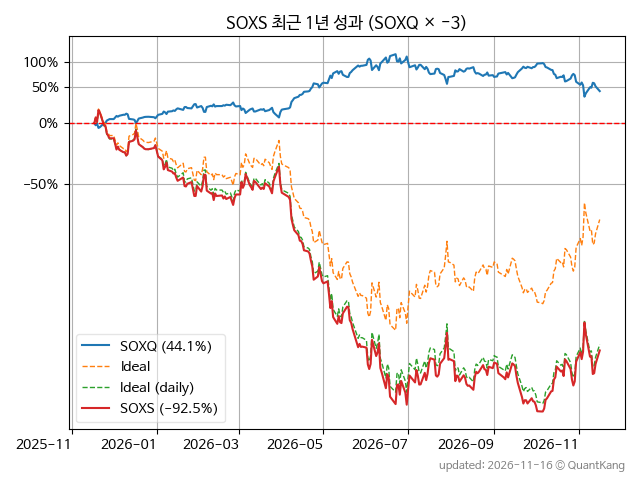 SOXS 최근 1년 성과 (SOXQ × -3)
100%
50%
0%
−50%
SOXQ (44.1%)
Ideal
Ideal (daily)
SOXS (-92.5%)
2025-11
2026-01
2026-03
2026-05
2026-07
2026-09
2026-11
updated: 2026-11-16 © QuantKang